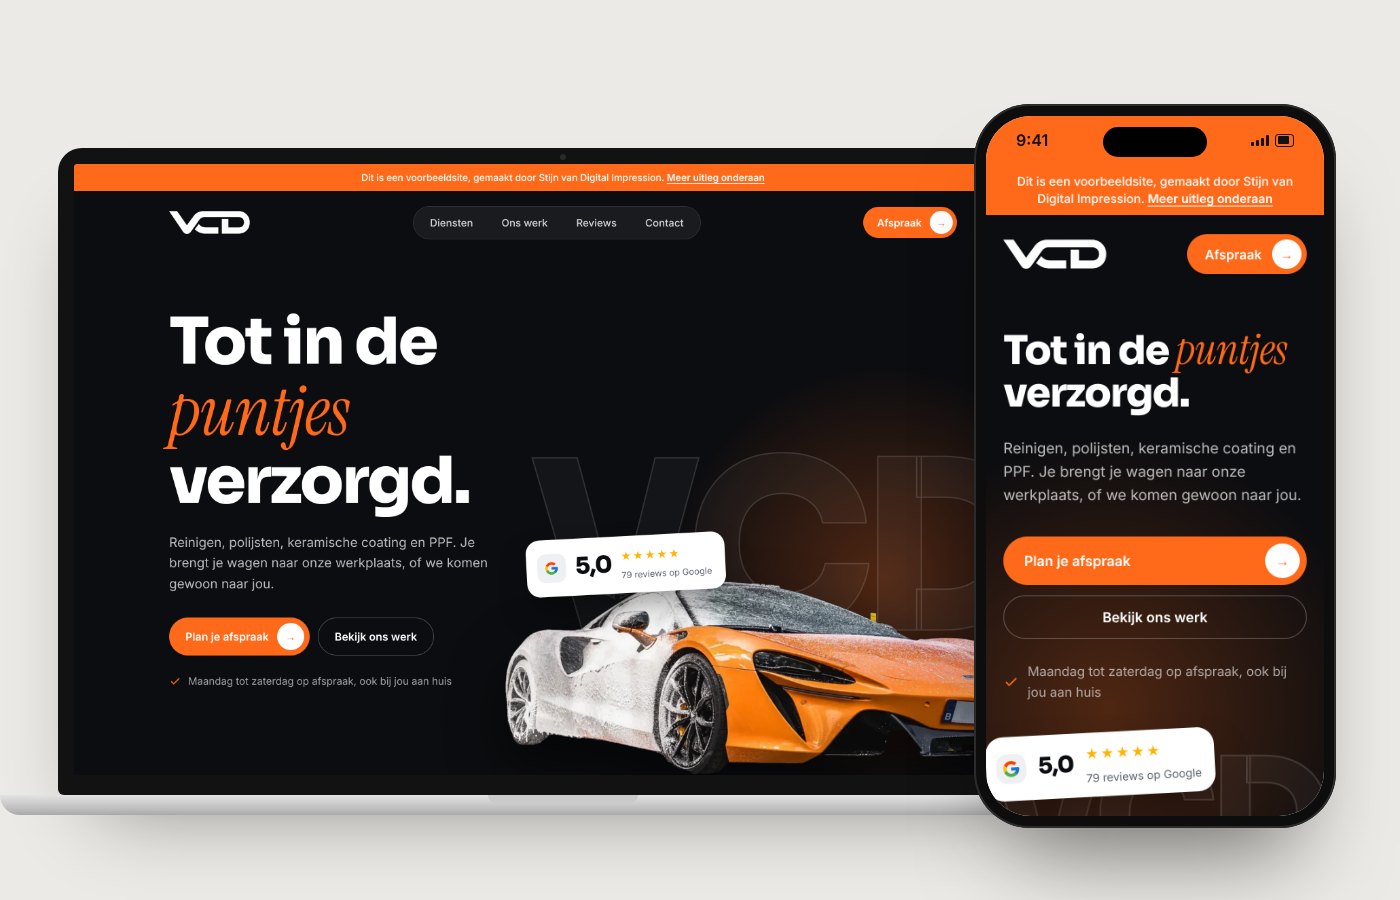 Dit is een voorbeeldsite, gemaakt door Stijn van Digital Impression. Meer uitleg onderaan
VCD
Diensten
Ons werk
Reviews
Contact
Afspraak →
Tot in de
puntjes
verzorgd.
Reinigen, polijsten, keramische coating en PPF. Je
brengt je wagen naar onze werkplaats, of we komen
gewoon naar jou.
Plan je afspraak →
Bekijk ons werk
Maandag tot zaterdag op afspraak, ook bij jou aan huis
VCD
G 5,0 ★★★★★
79 reviews op Google
B
9:41
Dit is een voorbeeldsite, gemaakt door Stijn van
Digital Impression. Meer uitleg onderaan
VCD
Afspraak →
Tot in de puntjes
verzorgd.
Reinigen, polijsten, keramische coating en
PPF. Je brengt je wagen naar onze
werkplaats, of we komen gewoon naar jou.
Plan je afspraak →
Bekijk ons werk
Maandag tot zaterdag op afspraak, ook bij
jou aan huis
G 5,0 ★★★★★
79 reviews op Google
VCD